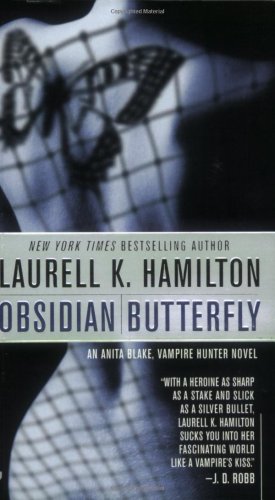 Copyrighted Material
NEW YORK TIMES BESTSELLING AUTHOR
LAURELL K. HAMILTON
OBSIDIAN BUTTERFLY
AN ANITA BLAKE, VAMPIRE HUNTER NOVEL
"WITH A HEROINE AS SHARP
AS A STAKE AND SLICK
AS A SILVER BULLET,
LAURELL K. HAMILTON
SUCKS YOU INTO HER
FASCINATING WORLD
LIKE A VAMPIRE'S KISS."
—J. D. ROBB